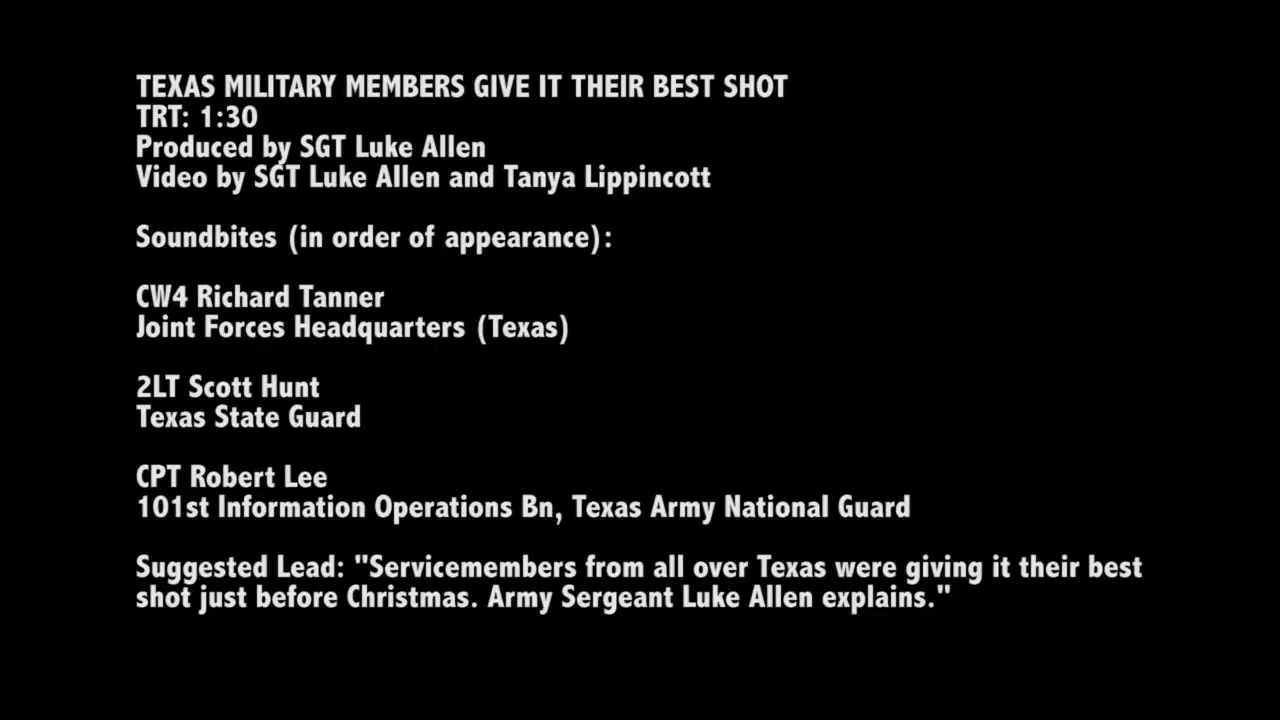 TEXAS MILITARY MEMBERS GIVE IT THEIR BEST SHOT
TRT: 1:30
Produced by SGT Luke Allen
Video by SGT Luke Allen and Tanya Lippincott
Soundbites (in order of appearance):
CW4 Richard Tanner
Joint Forces Headquarters (Texas)
2LT Scott Hunt
Texas State Guard
CPT Robert Lee
101st Information Operations Bn, Texas Army National Guard
Suggested Lead: "Servicemembers from all over Texas were giving it their best
shot just before Christmas. Army Sergeant Luke Allen explains."